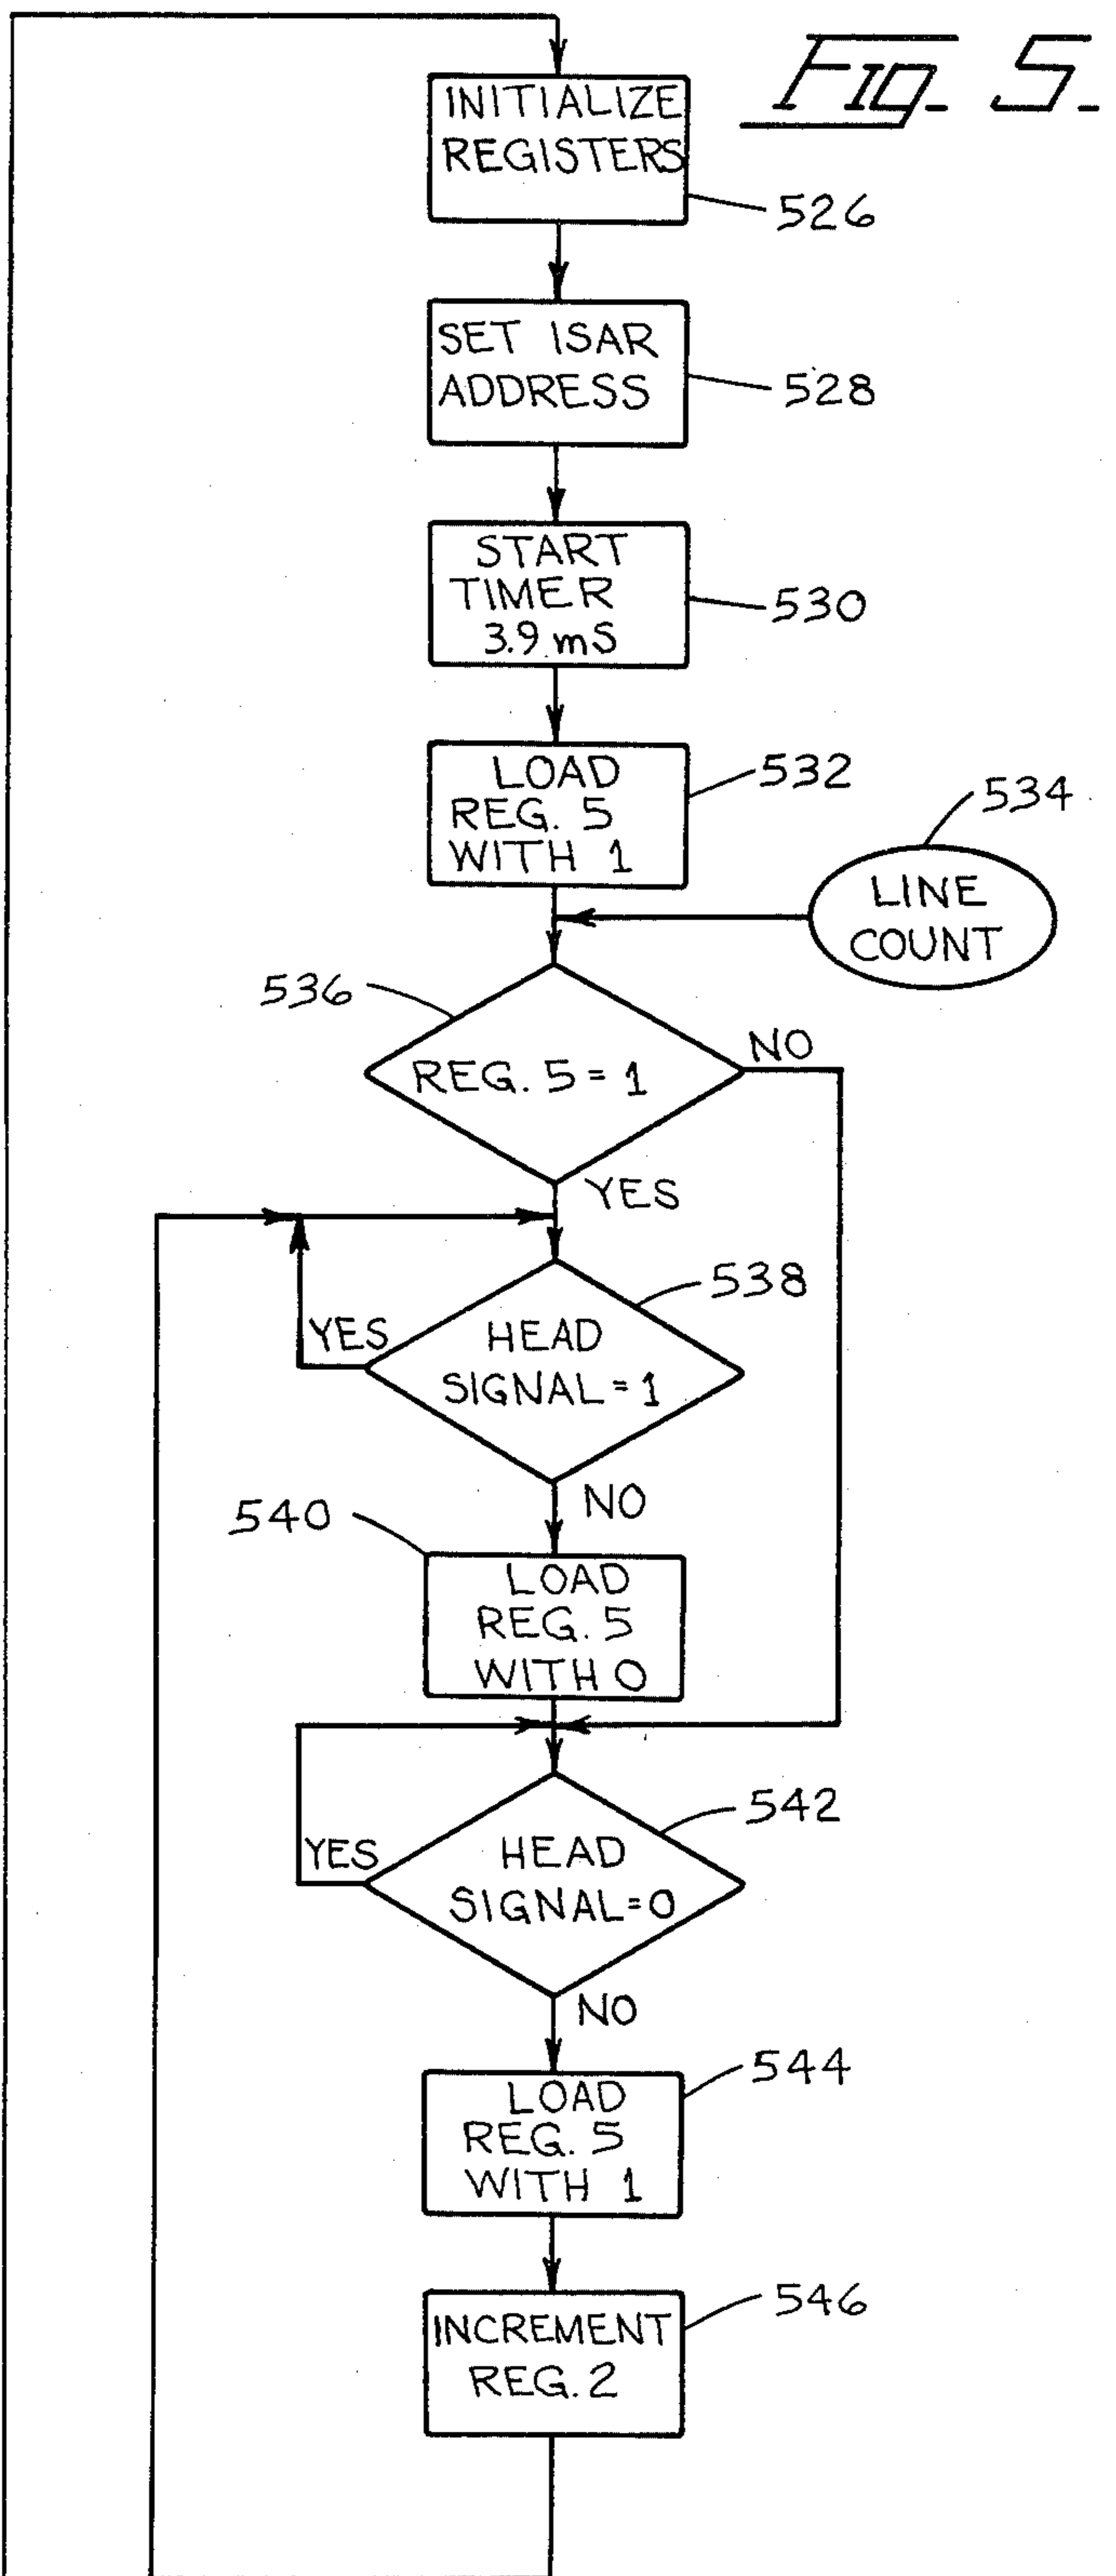 Fig. 5.
INITIALIZE
REGISTERS
526
SET ISAR
ADDRESS
528
START
TIMER
3.9 mS
530
LOAD
REG. 5
WITH 1
532
534
LINE
COUNT
536
REG. 5 = 1
NO
YES
538
YES
HEAD
SIGNAL = 1
NO
540
LOAD
REG. 5
WITH 0
542
YES
HEAD
SIGNAL=0
NO
544
LOAD
REG. 5
WITH 1
546
INCREMENT
REG. 2